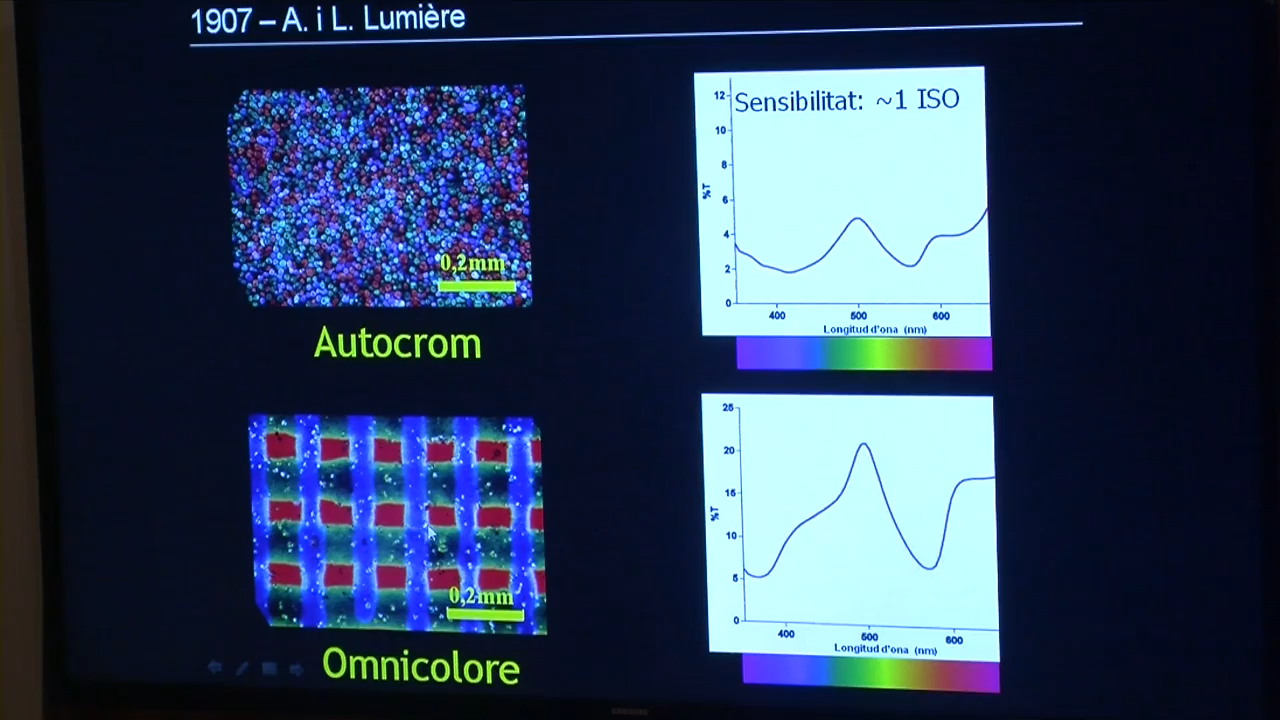 1907 – A. i L. Lumière
0,2mm
Autocrom
Sensibilitat: ~1 ISO
12
10
8
6
4
2
0
%T
400 500 600
Longitud d'ona (nm)
0,2mm
Omnicolore
25
20
15
10
5
0
%T
400 500 600
Longitud d'ona (nm)
SAMSUNG